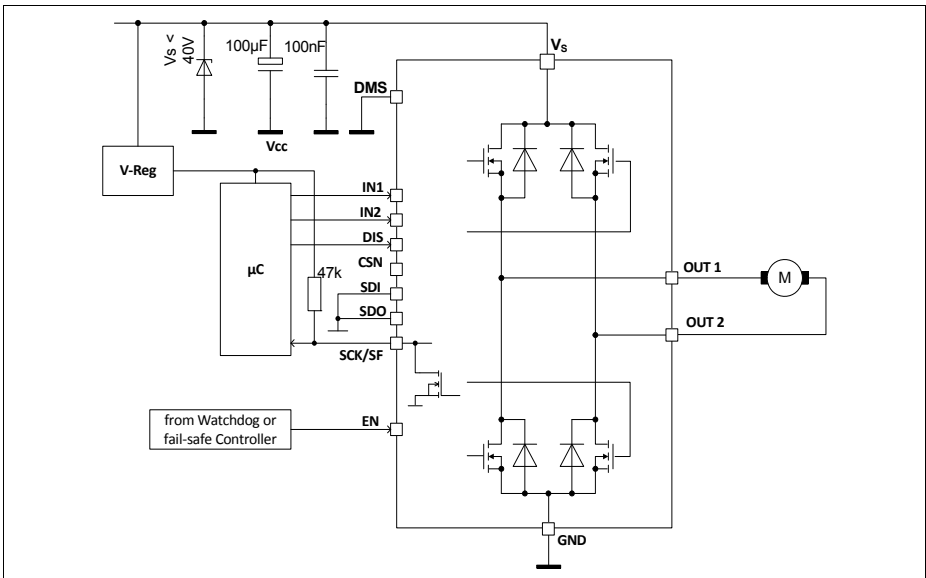 Vs <
40V
100µF
100nF
Vs
DMS
Vcc
V-Reg
IN1
IN2
DIS
µC
CSN
47k
SDI
SDO
SCK/SF
OUT 1
M
OUT 2
from Watchdog or
fail-safe Controller
EN
GND